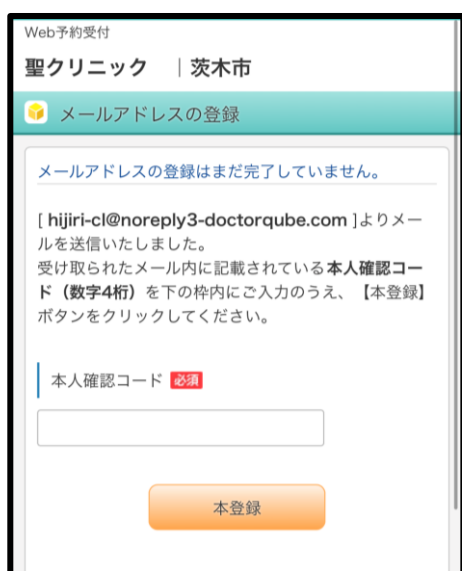 Web予約受付
聖クリニック ｜茨木市
メールアドレスの登録
メールアドレスの登録はまだ完了していません。
[ hijiri-cl@noreply3-doctorqube.com ]よりメー
ルを送信いたしました。
受け取られたメール内に記載されている本人確認コー
ド（数字4桁）を下の枠内にご入力のうえ、【本登録】
ボタンをクリックしてください。
本人確認コード 必須
本登録